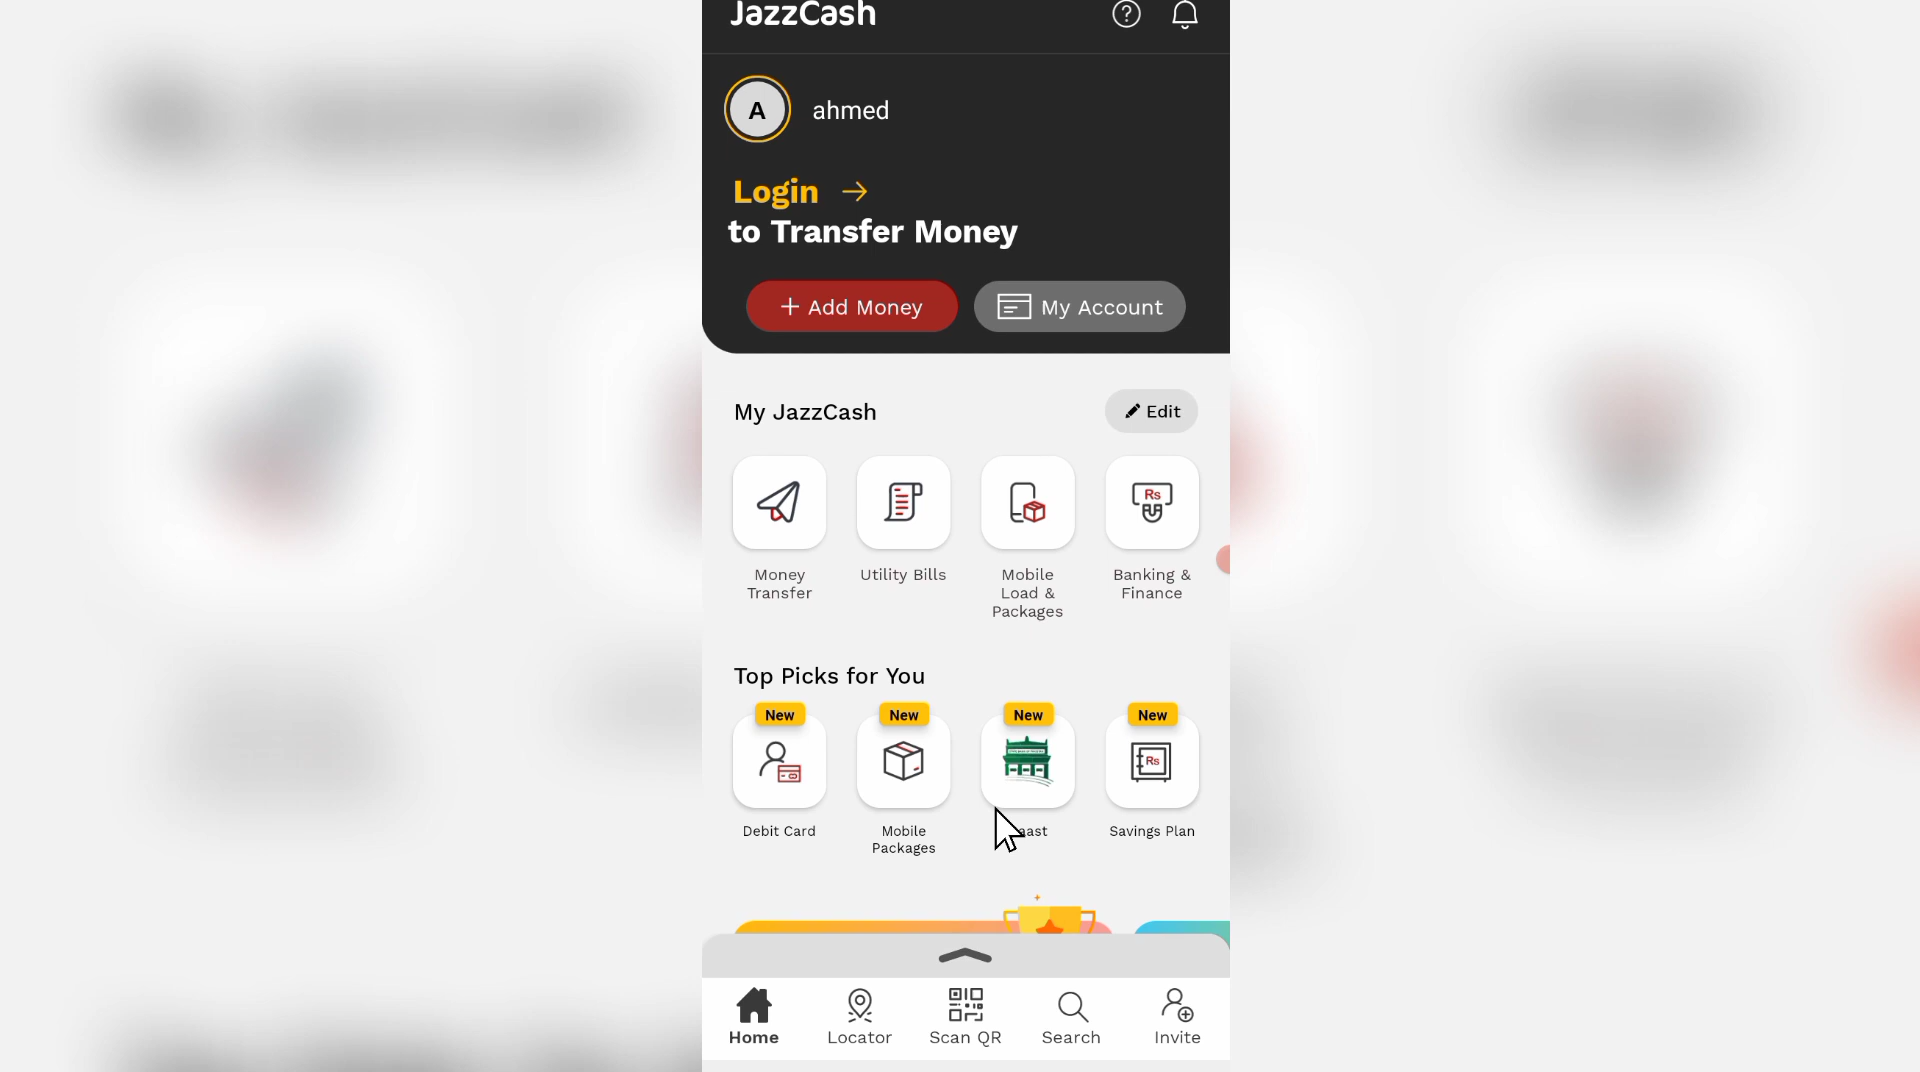 JazzCash
A
ahmed
Login
to Transfer Money
Add Money
My Account
My JazzCash
Edit
Rs
Money
Transfer
Utility Bills
Mobile
Load &
Packages
Banking &
Finance
Top Picks for You
New
New
New
New
Rs
Debit Card
Mobile
Packages
aast
Savings Plan
Home
Locator
Scan QR
Search
Invite